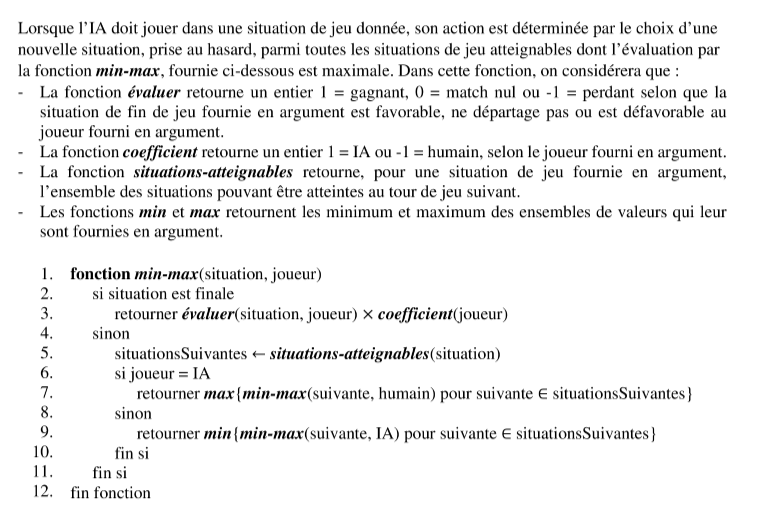 Lorsque l'IA doit jouer dans une situation de jeu donnée, son action est déterminée par le choix d'une
nouvelle situation, prise au hasard, parmi toutes les situations de jeu atteignables dont l'évaluation par
la fonction min-max, fournie ci-dessous est maximale. Dans cette fonction, on considérera que :
- La fonction évaluer retourne un entier 1 = gagnant, 0 = match nul ou -1 = perdant selon que la
situation de fin de jeu fournie en argument est favorable, ne départage pas ou est défavorable au
joueur fourni en argument.
- La fonction coefficient retourne un entier 1 = IA ou -1 = humain, selon le joueur fourni en argument.
- La fonction situations-atteignables retourne, pour une situation de jeu fournie en argument,
l'ensemble des situations pouvant être atteintes au tour de jeu suivant.
- Les fonctions min et max retournent les minimum et maximum des ensembles de valeurs qui leur
sont fournies en argument.
1. fonction min-max(situation, joueur)
2. si situation est finale
3. retourner évaluer(situation, joueur) × coefficient(joueur)
4. sinon
5. situationsSuivantes ← situations-atteignables(situation)
6. si joueur = IA
7. retourner max{min-max(suivante, humain) pour suivante ∈ situationsSuivantes}
8. sinon
9. retourner min{min-max(suivante, IA) pour suivante ∈ situationsSuivantes}
10. fin si
11. fin si
12. fin fonction